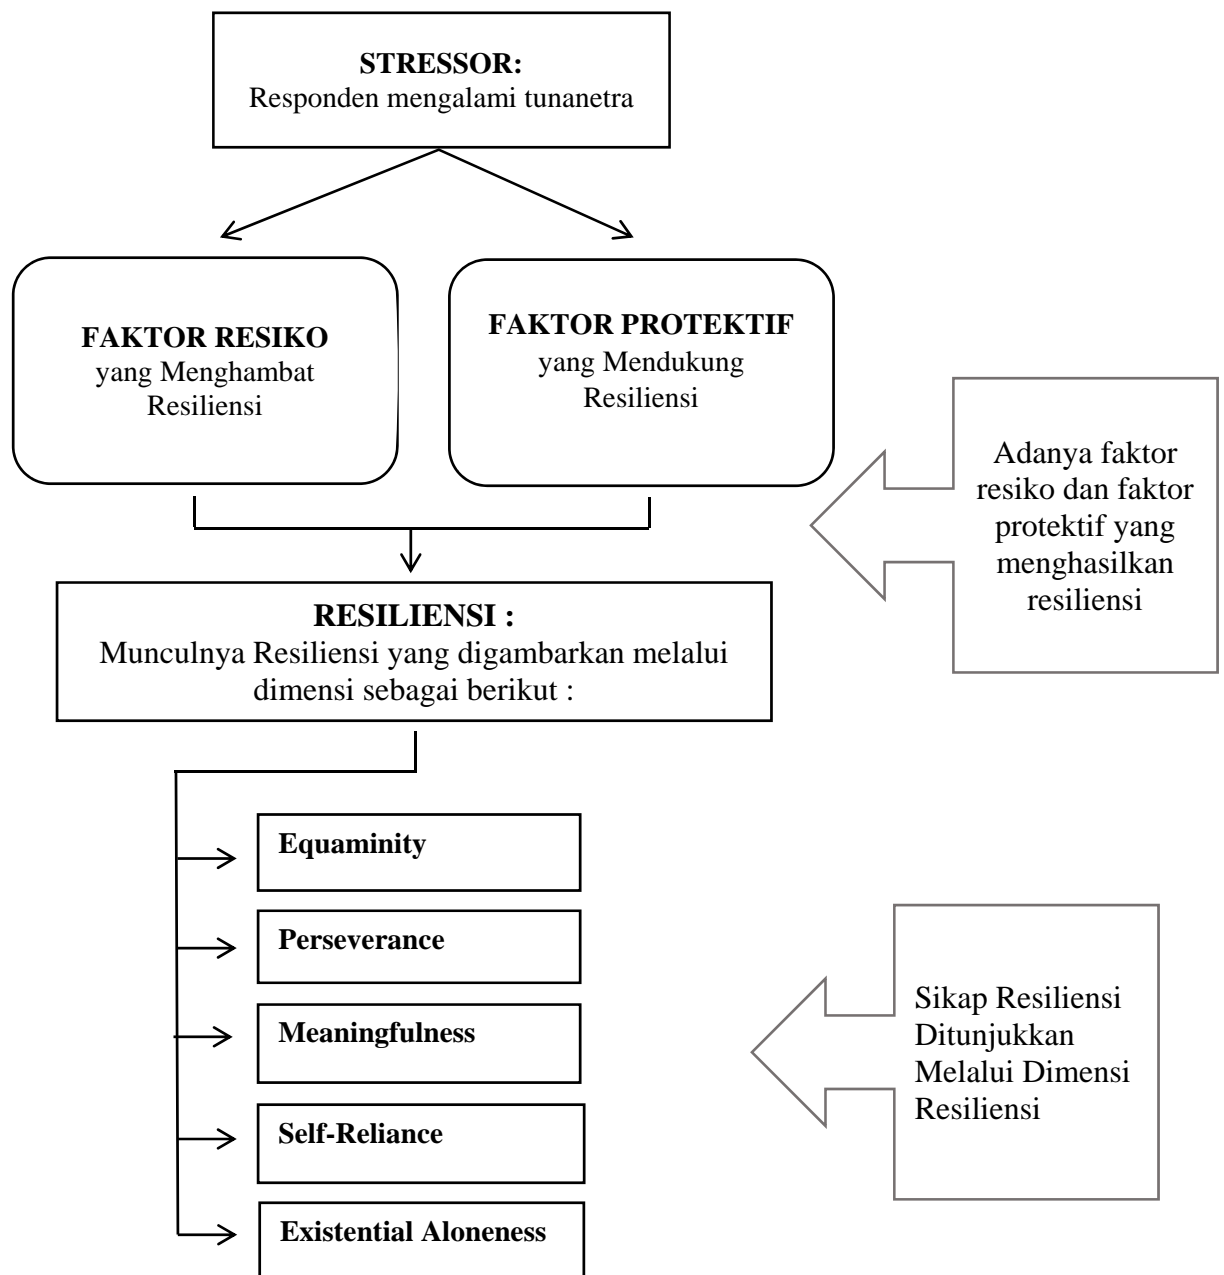 STRESSOR:
Responden mengalami tunanetra
FAKTOR RESIKO
yang Menghambat
Resiliensi
FAKTOR PROTEKTIF
yang Mendukung
Resiliensi
Adanya faktor
resiko dan faktor
protektif yang
menghasilkan
resiliensi
RESILIENSI :
Munculnya Resiliensi yang digambarkan melalui
dimensi sebagai berikut :
Equaminity
Perseverance
Meaningfulness
Self-Reliance
Existential Aloneness
Sikap Resiliensi
Ditunjukkan
Melalui Dimensi
Resiliensi